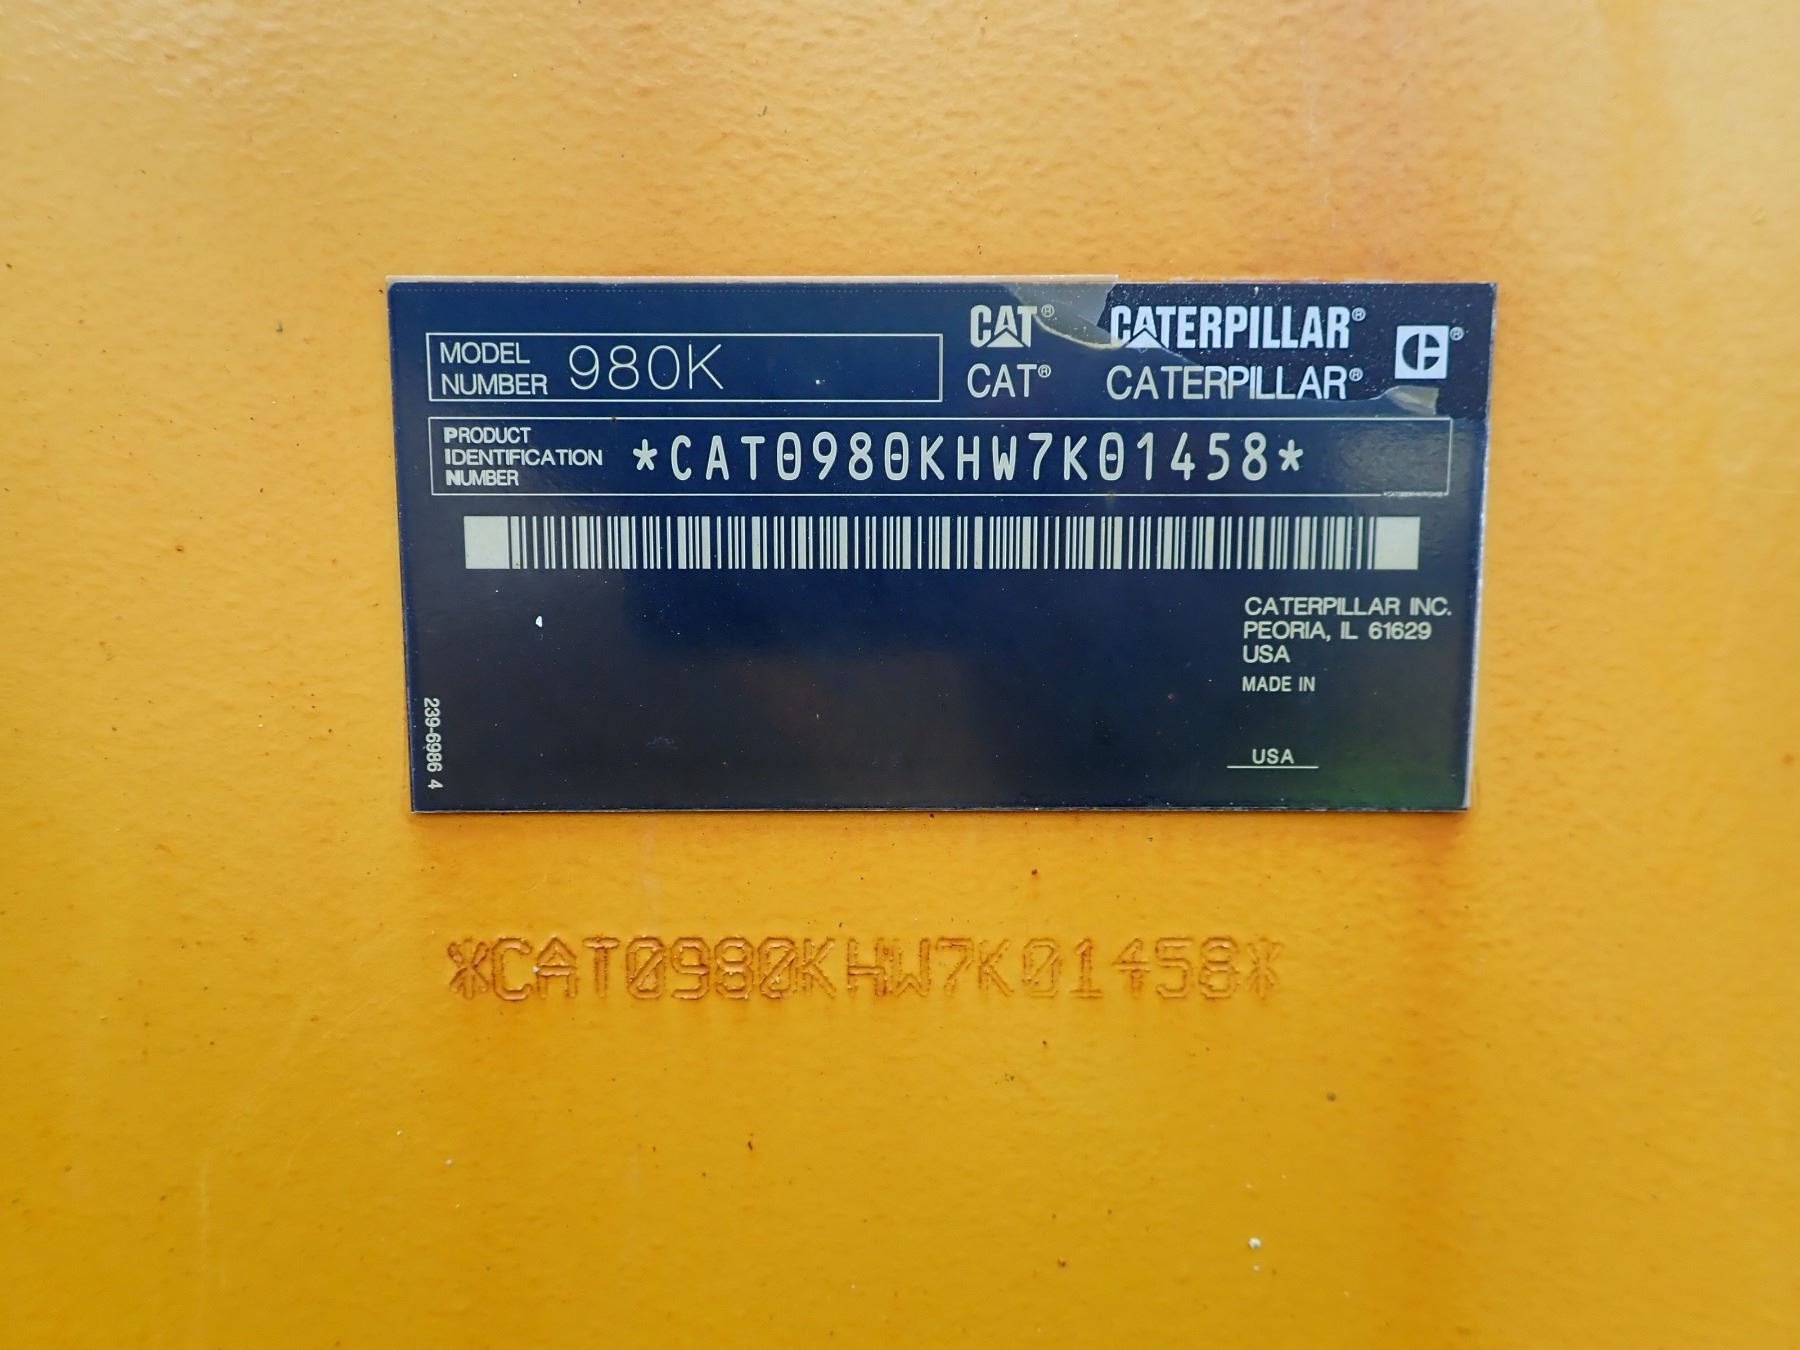 CAT® CATERPILLAR® ®
MODEL NUMBER 980K
CAT® CATERPILLAR®
PRODUCT IDENTIFICATION NUMBER *CAT0980KHW7K01458*
CATERPILLAR INC.
PEORIA, IL 61629
USA
MADE IN
USA
239-6986 4
*CAT0980KHW7K01458*